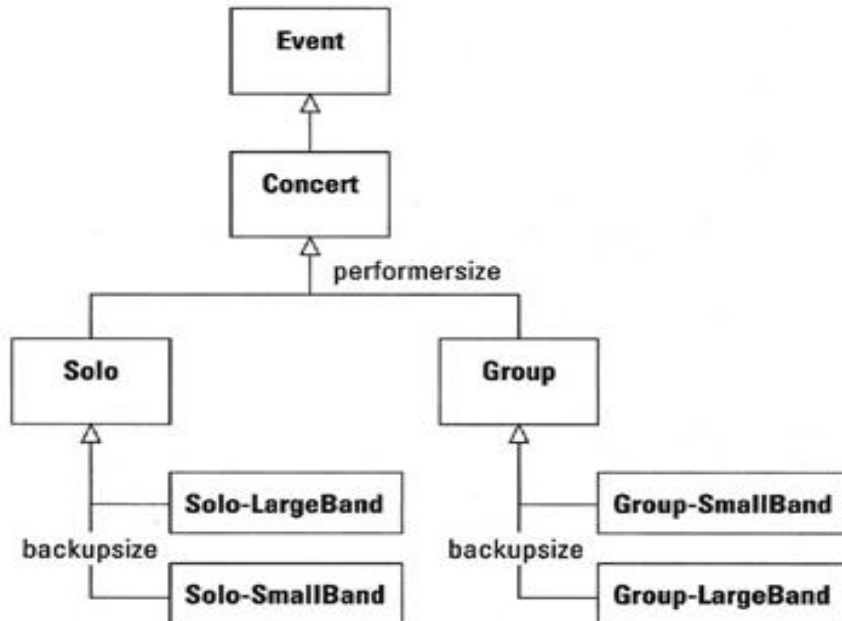 Event
Concert
performersize
Solo
Group
Solo-LargeBand
Group-SmallBand
backupsize
backupsize
Solo-SmallBand
Group-LargeBand